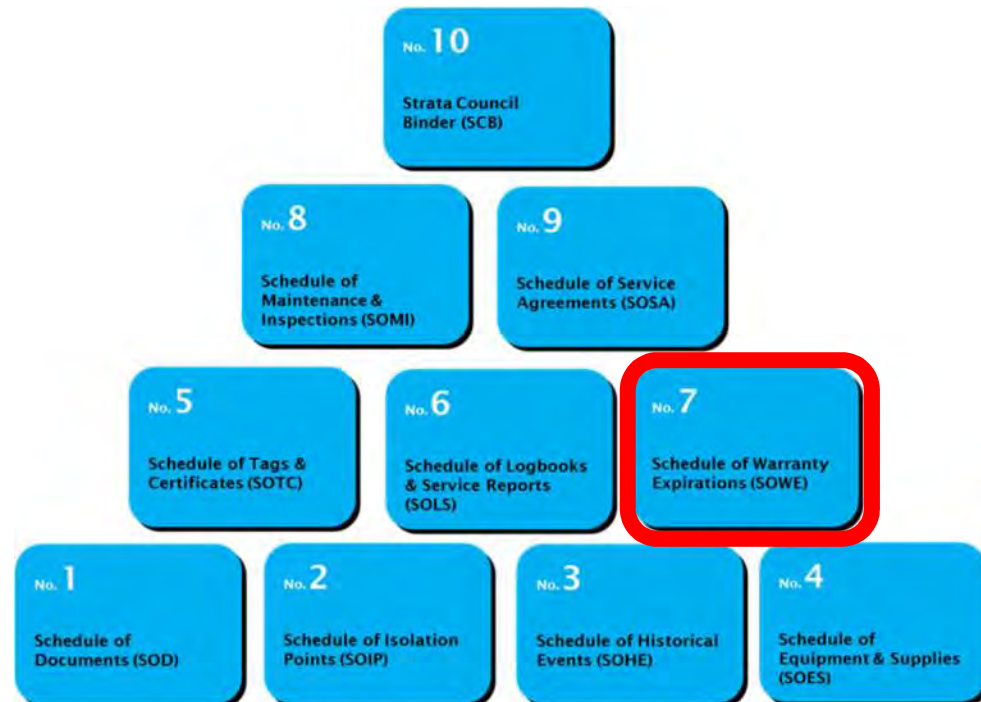 No. 10
Strata Council
Binder (SCB)
No. 8
Schedule of
Maintenance &
Inspections (SOMI)
No. 9
Schedule of Service
Agreements (SOSA)
No. 5
Schedule of Tags &
Certificates (SOTC)
No. 6
Schedule of Logbooks
& Service Reports
(SOLS)
No. 7
Schedule of Warranty
Expirations (SOWE)
No. 1
Schedule of
Documents (SOD)
No. 2
Schedule of Isolation
Points (SOIP)
No. 3
Schedule of Historical
Events (SOHE)
No. 4
Schedule of
Equipment & Supplies
(SOES)